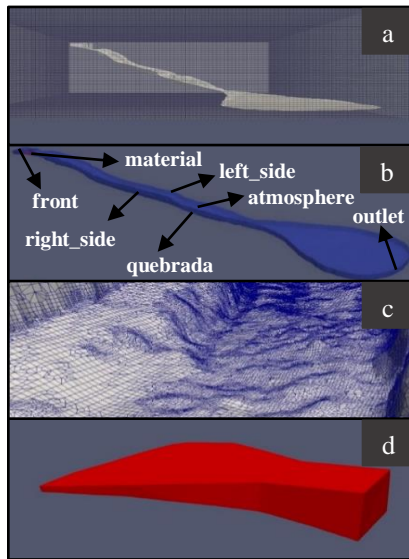 a
b
material
left_side
front
atmosphere
outlet
right_side
quebrada
c
d